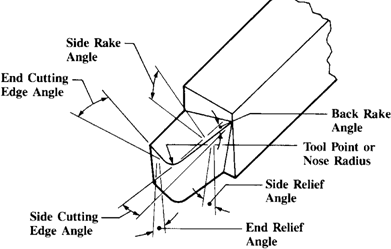 Side Rake
Angle
End Cutting
Edge Angle
Back Rake
Angle
Tool Point or
Nose Radius
Side Relief
Angle
Side Cutting
Edge Angle
End Relief
Angle